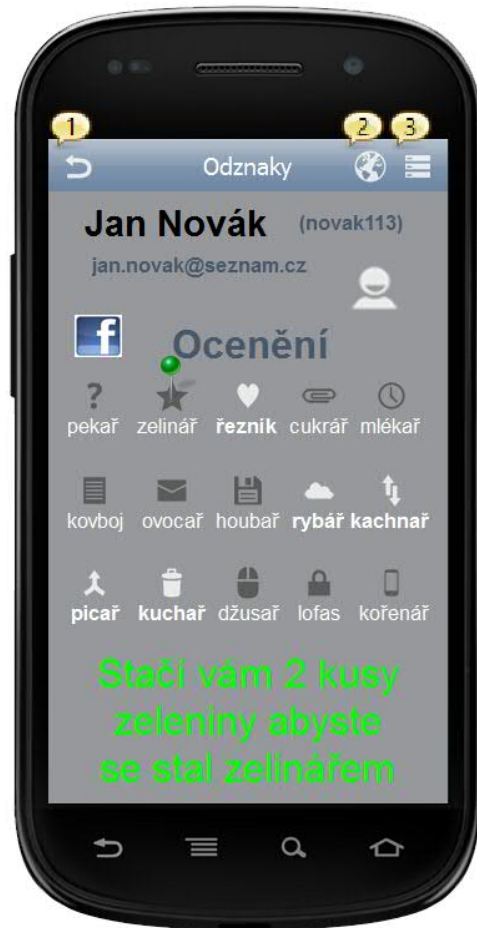 1 2 3
Odznaky
Jan Novák (novak113)
jan.novak@seznam.cz
f
Ocenění
?
pekař zelinář řezník cukrář mlékař
kovboj ovocař houbař rybář kachnař
picař kuchař džusař lofas kořenář
Stačí vám 2 kusy
zeleniny abyste
se stal zelinářem